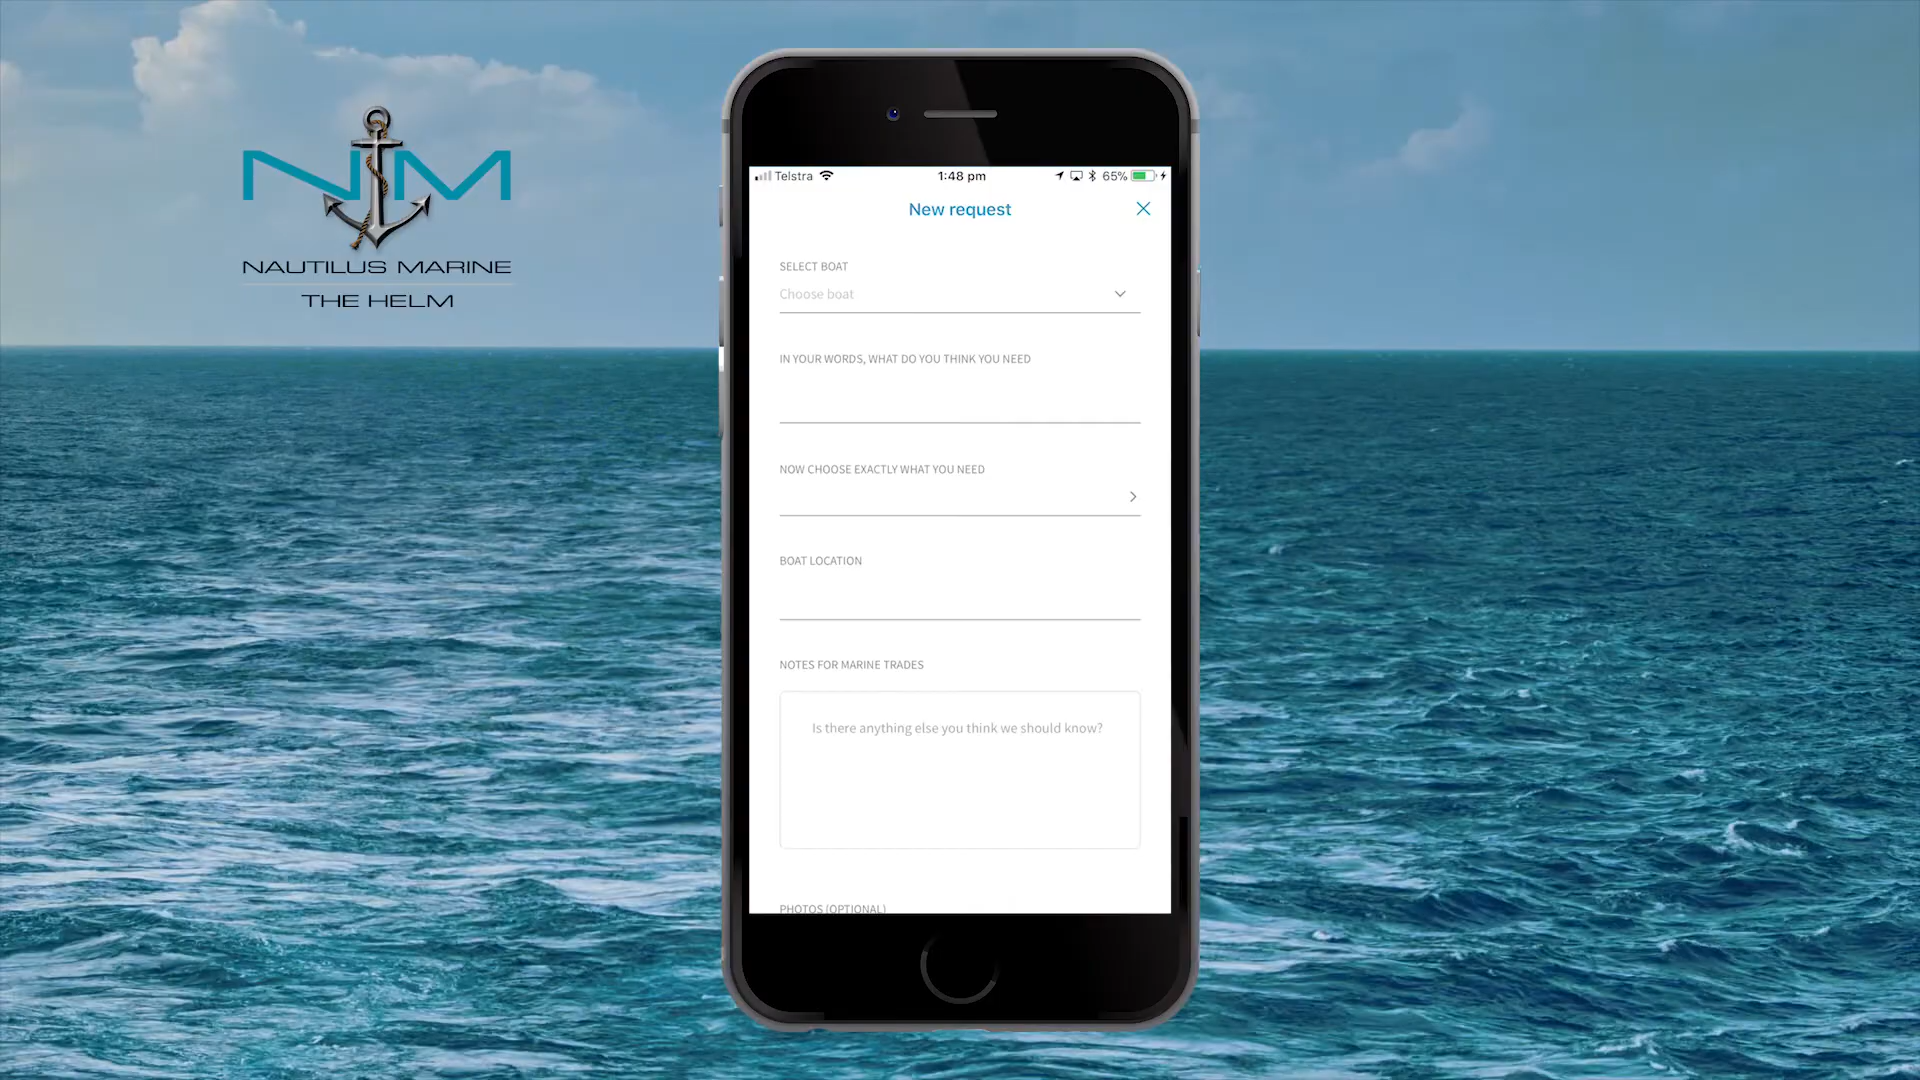 NM
NAUTILUS MARINE
THE HELM
Telstra 1:48 pm 65%
New request
SELECT BOAT
Choose boat
IN YOUR WORDS, WHAT DO YOU THINK YOU NEED
NOW CHOOSE EXACTLY WHAT YOU NEED
BOAT LOCATION
NOTES FOR MARINE TRADES
Is there anything else you think we should know?
PHOTOS (OPTIONAL)